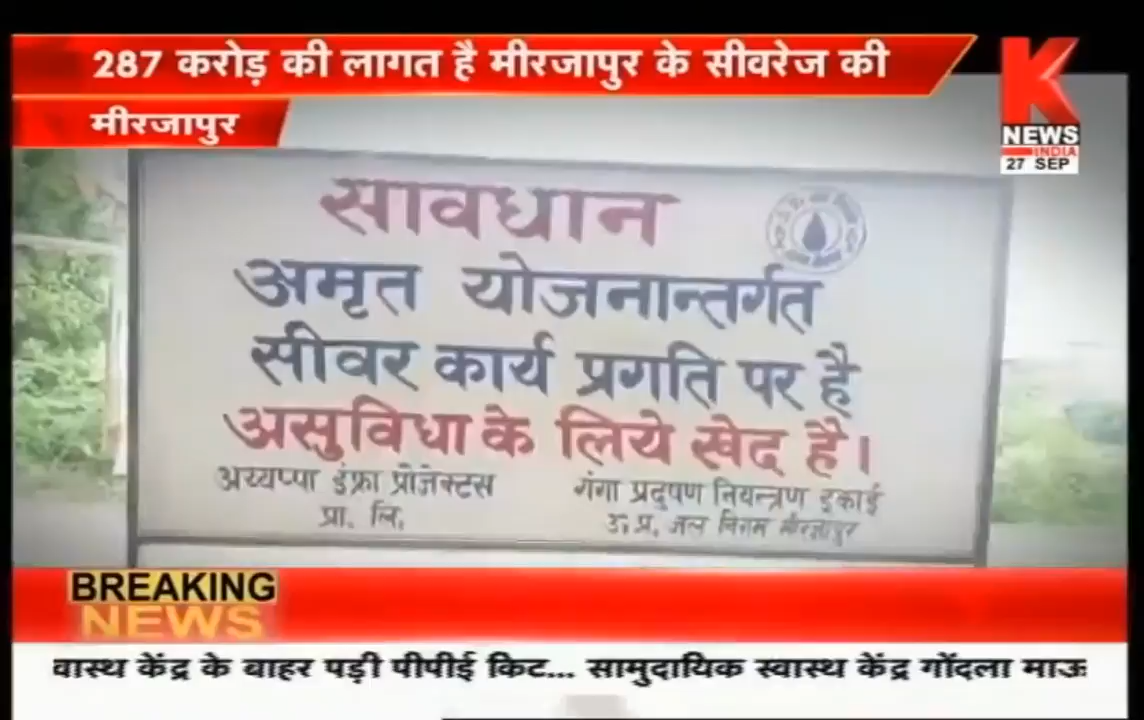 287 करोड़ की लागत है मीरजापुर के सीवरेज की
मीरजापुर
K
NEWS
INDIA
27 SEP
सावधान
अमृत योजनान्तर्गत
सीवर कार्य प्रगति पर है
असुविधा के लिये खेद है।
अय्यप्पा इंफ्रा प्रोजेक्टस
प्रा. लि.
गंगा प्रदुषण नियन्त्रण इकाई
उ. प्र. जल निगम मीरजापुर
BREAKING
NEWS
वास्थ केंद्र के बाहर पड़ी पीपीई किट... सामुदायिक स्वास्थ केंद्र गोंदला माऊ